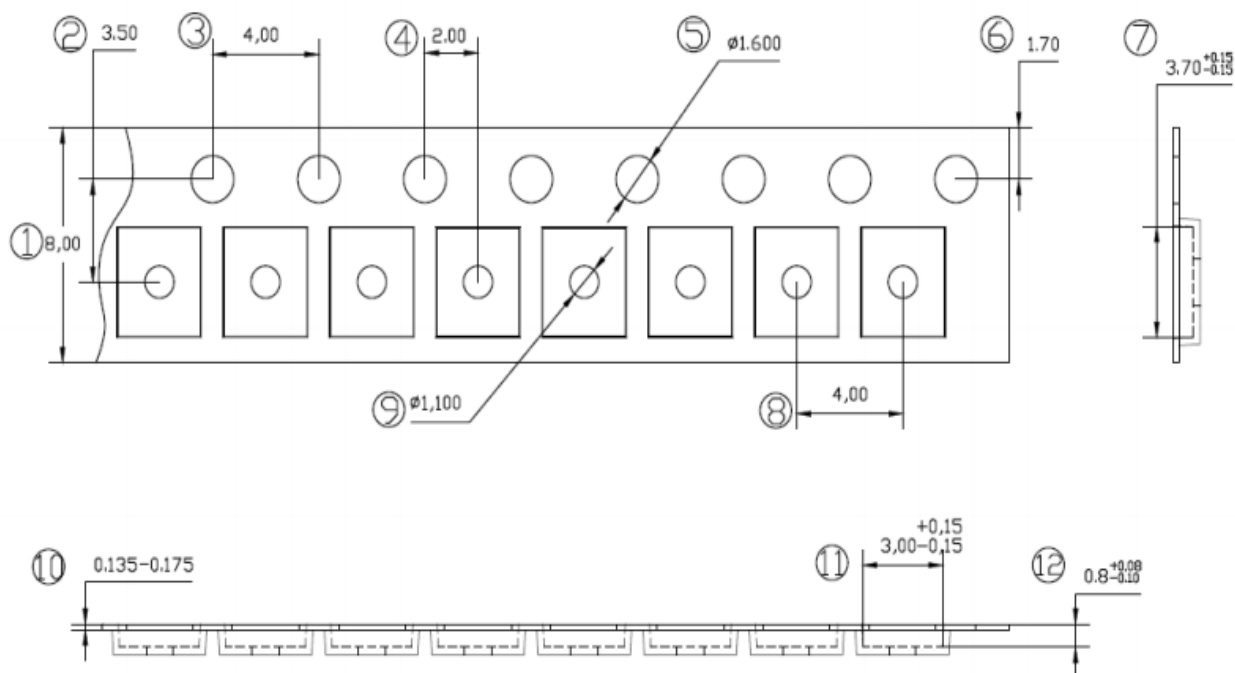 ② 3.50
③ 4,00
④ 2.00
⑤ ø1.600
⑥ 1.70
⑦ 3.70 +0.15 -0.15
① 8,00
⑨ ø1,100
⑧ 4,00
⑩ 0.135-0.175
⑪ 3,00 +0,15 -0,15
⑫ 0.8 +0.08 -0.10